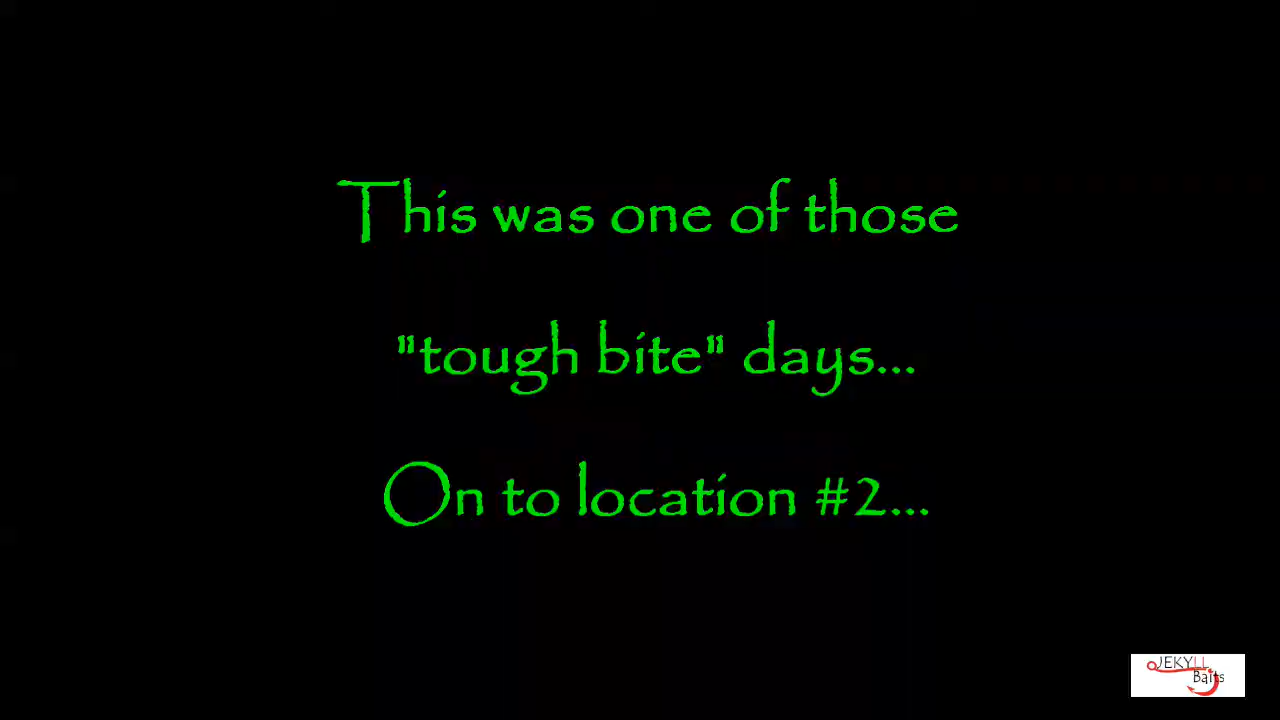 This was one of those
"tough bite" days...
On to location #2...
JEKYLL
Baits